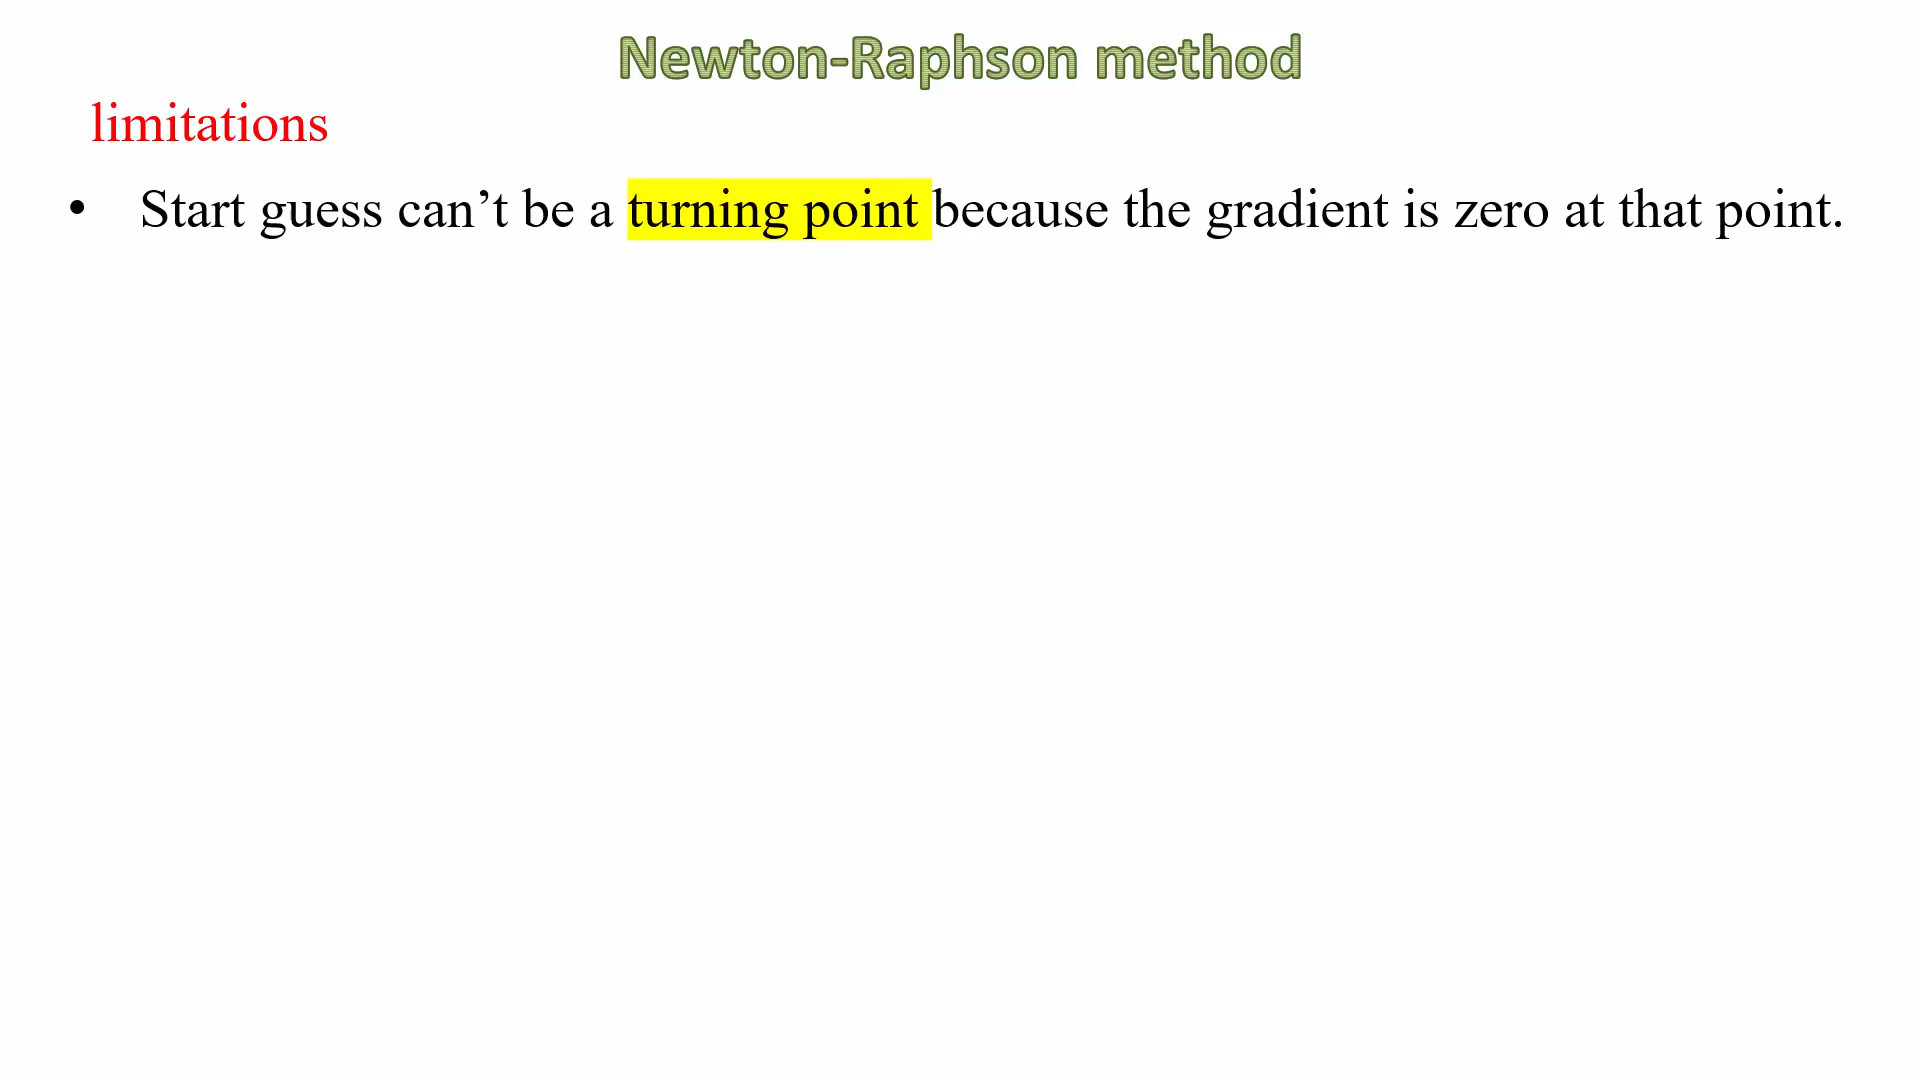 Newton-Raphson method
limitations
• Start guess can’t be a turning point because the gradient is zero at that point.